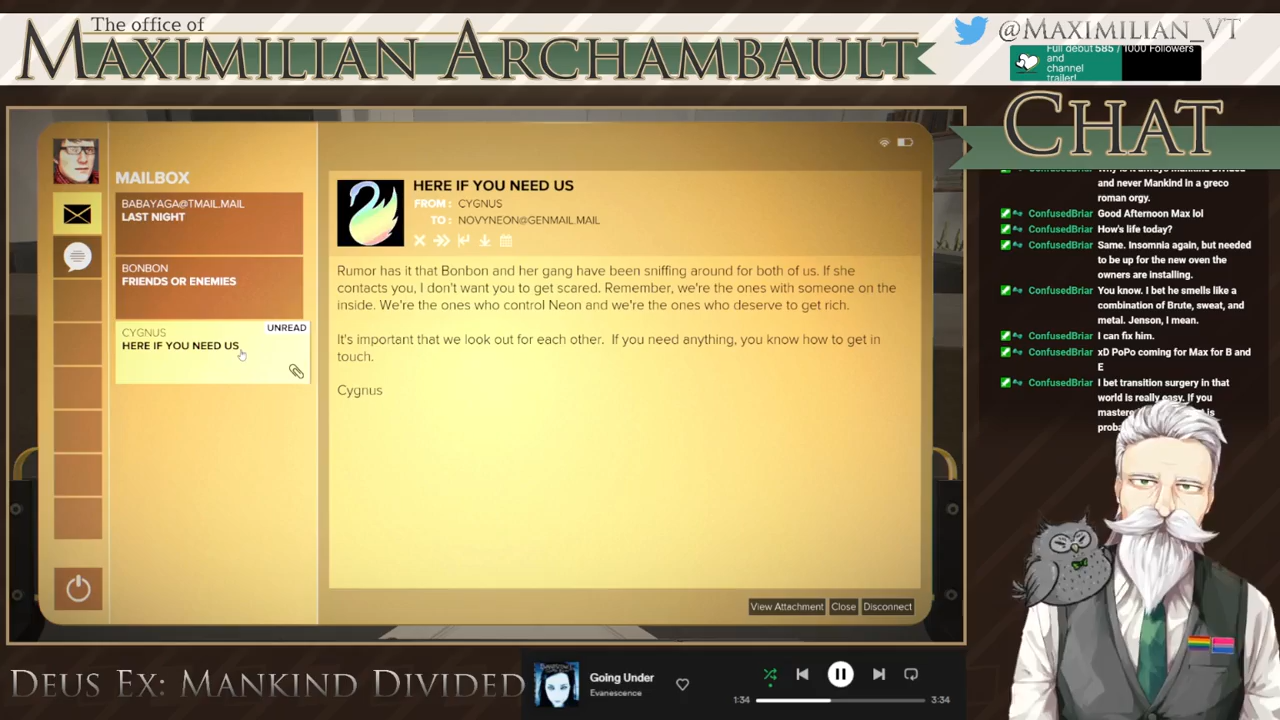 The office of
Maximilian Archambault
@Maximilian_VT
Full debut
and
channel
trailer!
585 / 1000 Followers
Chat
MAILBOX
BABAYAGA@TMAIL.MAIL
LAST NIGHT
BONBON
FRIENDS OR ENEMIES
CYGNUS
UNREAD
HERE IF YOU NEED US
HERE IF YOU NEED US
FROM : CYGNUS
TO : NOVYNEON@GENMAIL.MAIL
Rumor has it that Bonbon and her gang have been sniffing around for both of us. If she
contacts you, I don't want you to get scared. Remember, we're the ones with someone on the
inside. We're the ones who control Neon and we're the ones who deserve to get rich.
It's important that we look out for each other. If you need anything, you know how to get in
touch.
Cygnus
View Attachment
Close
Disconnect
and never Mankind in a greco
roman orgy.
ConfusedBriar Good Afternoon Max lol
ConfusedBriar How's life today?
ConfusedBriar Same. Insomnia again, but needed
to be up for the new oven the
owners are installing.
ConfusedBriar You know. I bet he smells like a
combination of Brute, sweat, and
metal. Jenson, I mean.
ConfusedBriar I can fix him.
ConfusedBriar xD PoPo coming for Max for B and
E
ConfusedBriar I bet transition surgery in that
world is really easy. If you
Deus Ex: Mankind Divided
Going Under
Evanescence
1:34
3:34